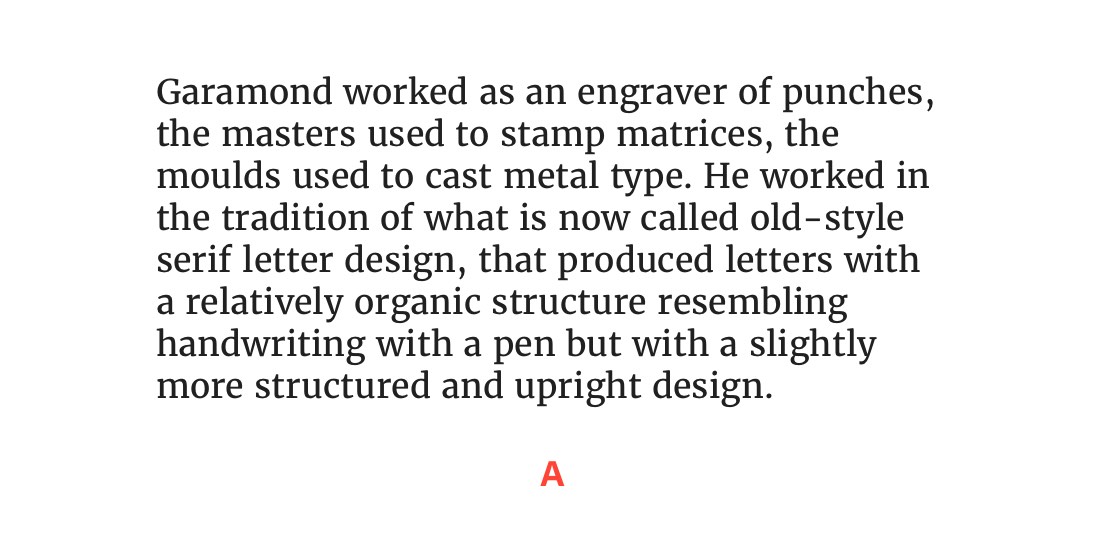 Garamond worked as an engraver of punches,
the masters used to stamp matrices, the
moulds used to cast metal type. He worked in
the tradition of what is now called old-style
serif letter design, that produced letters with
a relatively organic structure resembling
handwriting with a pen but with a slightly
more structured and upright design.
A